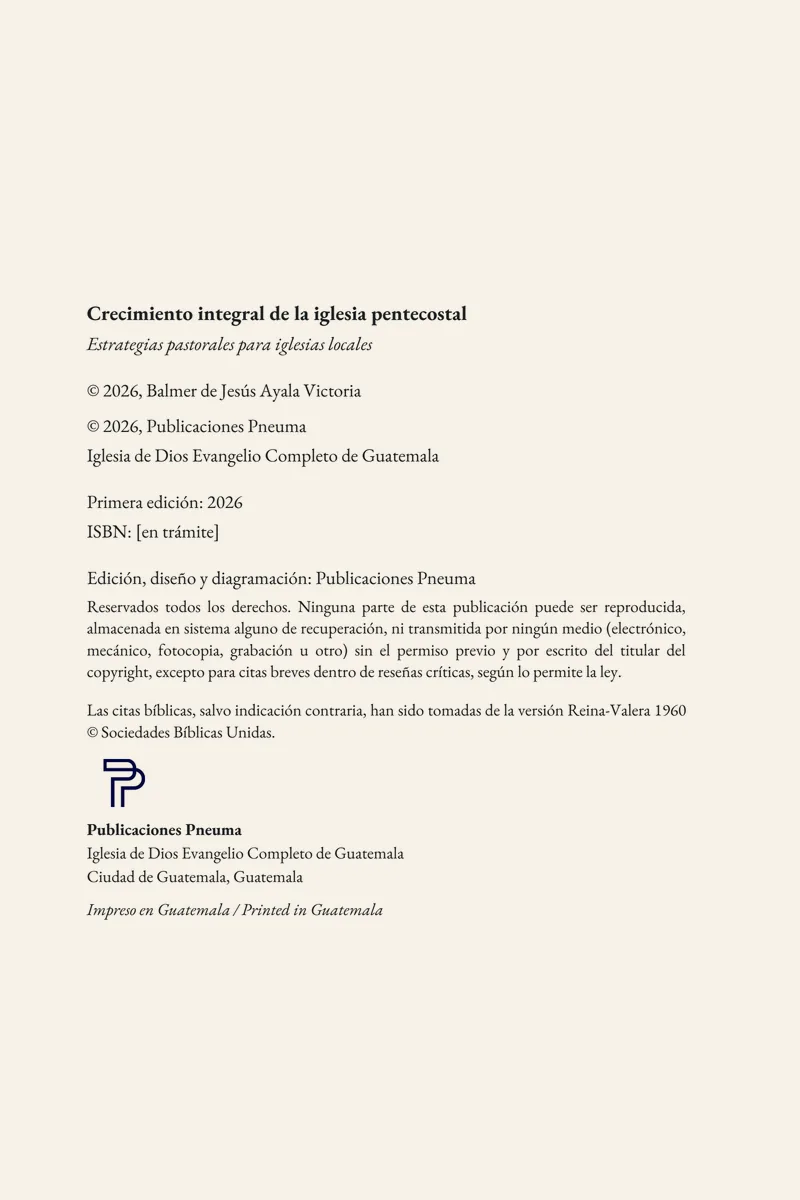 Crecimiento integral de la iglesia pentecostal
Estrategias pastorales para iglesias locales
© 2026, Balmer de Jesús Ayala Victoria
© 2026, Publicaciones Pneuma
Iglesia de Dios Evangelio Completo de Guatemala
Primera edición: 2026
ISBN: [en trámite]
Edición, diseño y diagramación: Publicaciones Pneuma
Reservados todos los derechos. Ninguna parte de esta publicación puede ser reproducida,
almacenada en sistema alguno de recuperación, ni transmitida por ningún medio (electrónico,
mecánico, fotocopia, grabación u otro) sin el permiso previo y por escrito del titular del
copyright, excepto para citas breves dentro de reseñas críticas, según lo permite la ley.
Las citas bíblicas, salvo indicación contraria, han sido tomadas de la versión Reina-Valera 1960
© Sociedades Bíblicas Unidas.
Publicaciones Pneuma
Iglesia de Dios Evangelio Completo de Guatemala
Ciudad de Guatemala, Guatemala
Impreso en Guatemala / Printed in Guatemala